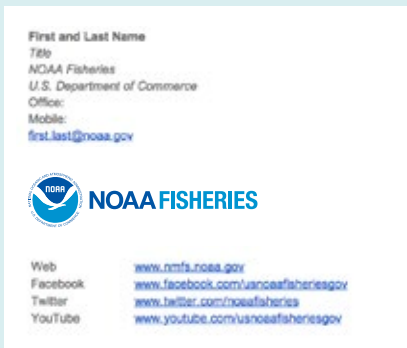 First and Last Name
Title
NOAA Fisheries
U.S. Department of Commerce
Office:
Mobile:
first.last@noaa.gov
NOAA
NOAA FISHERIES
Web www.nmfs.noaa.gov
Facebook www.facebook.com/usnoaafisheriesgov
Twitter www.twitter.com/noaafisheries
YouTube www.youtube.com/usnoaafisheriesgov